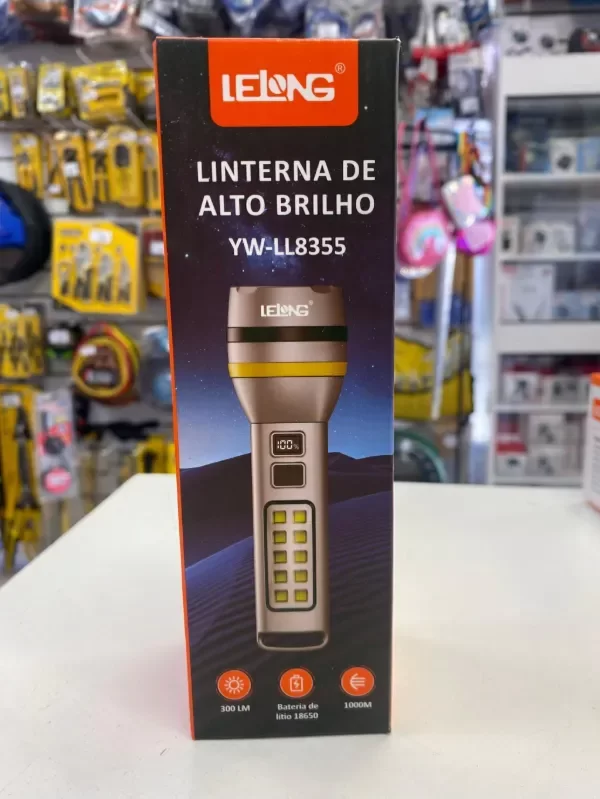 LELONG®
LINTERNA DE
ALTO BRILHO
YW-LL8355
LELONG®
100%
300 LM
Bateria de
lítio 18650
1000M